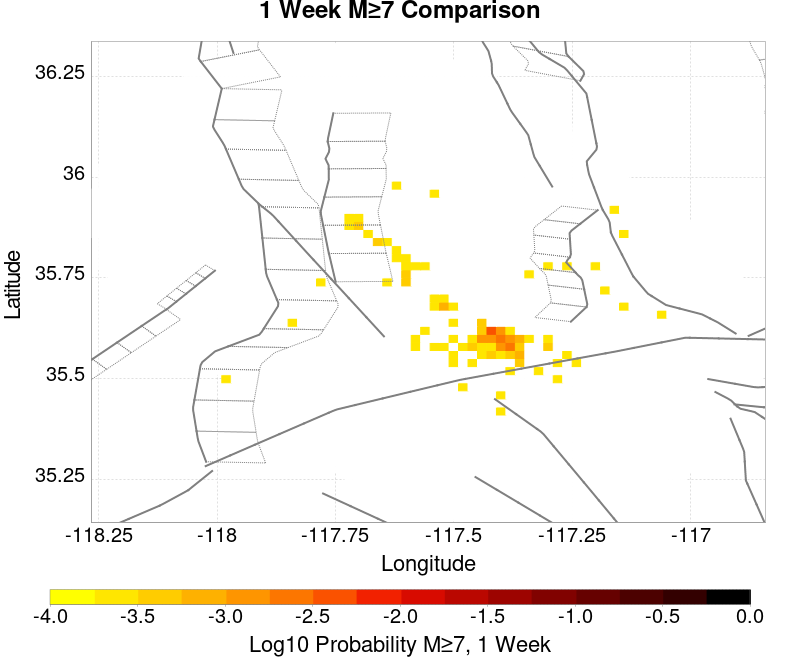 1 Week M≥7 Comparison
36.25
36
35.75
35.5
35.25
Latitude
-118.25 -118 -117.75 -117.5 -117.25 -117
Longitude
-4.0 -3.5 -3.0 -2.5 -2.0 -1.5 -1.0 -0.5 0.0
Log10 Probability M≥7, 1 Week